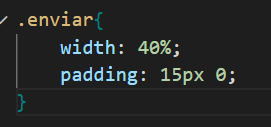 .enviar{
    width: 40%;
    padding: 15px 0;
}